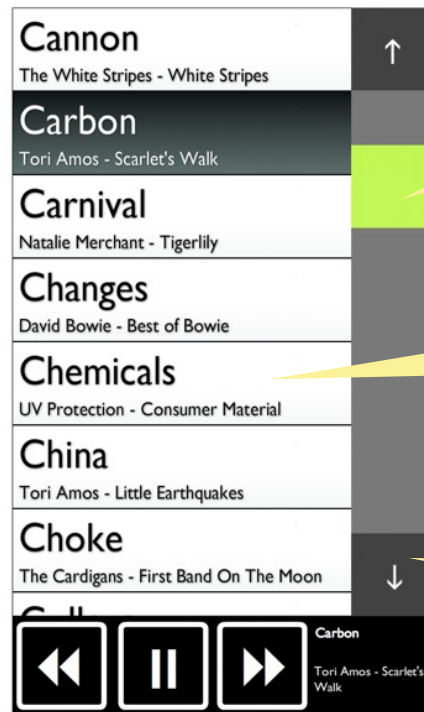 Cannon
The White Stripes - White Stripes
Carbon
Tori Amos - Scarlet's Walk
Carnival
Natalie Merchant - Tigerlily
Changes
David Bowie - Best of Bowie
Chemicals
UV Protection - Consumer Material
China
Tori Amos - Little Earthquakes
Choke
The Cardigans - First Band On The Moon
Carbon
Tori Amos - Scarlet's
Walk